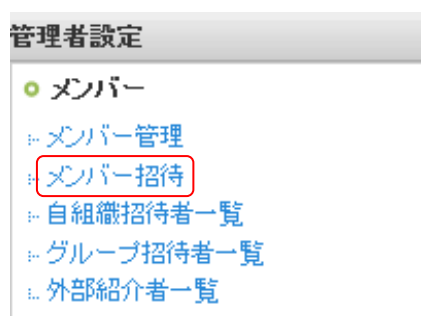 管理者設定
メンバー
メンバー管理
メンバー招待
自組織招待者一覧
グループ招待者一覧
外部紹介者一覧